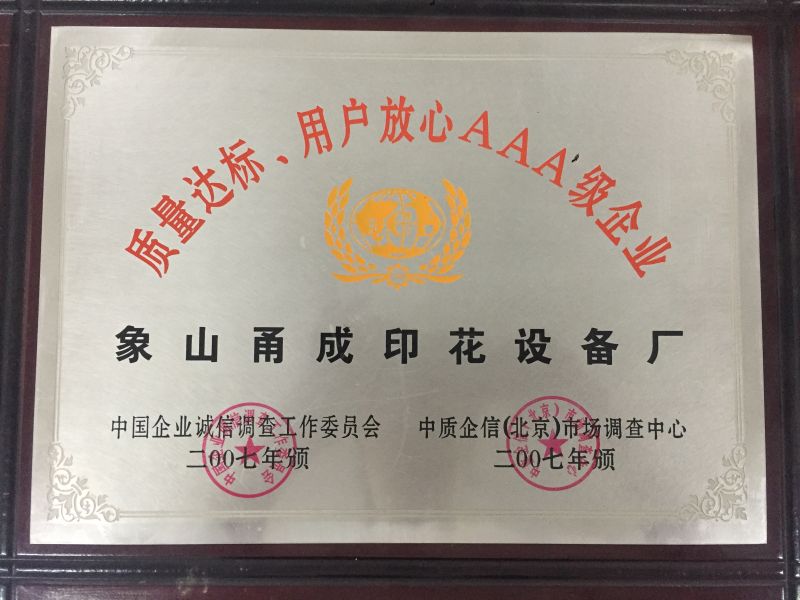 质量达标、用户放心AAA级企业
象山甬成印花设备厂
中国企业诚信调查工作委员会 中质企信(北京)市场调查中心
二00七年颁 二00七年颁